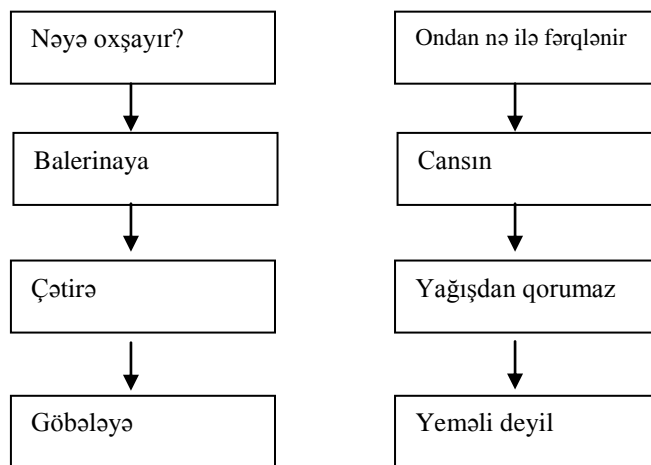 Nəyə oxşayır?
Balerinaya
Çətirə
Göbələyə
Ondan nə ilə fərqlənir
Cansın
Yağışdan qorumaz
Yeməli deyil